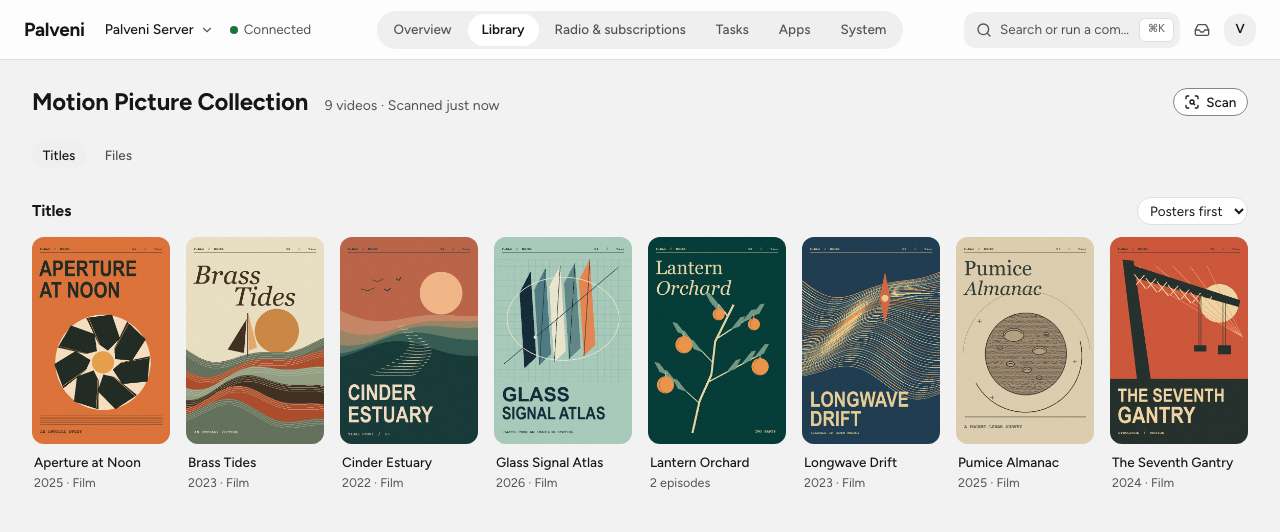 Palveni
Palveni Server
Connected
Overview
Library
Radio & subscriptions
Tasks
Apps
System
Search or run a com...
⌘K
V
Motion Picture Collection
9 videos · Scanned just now
Scan
Titles
Files
Titles
Posters first
APERTURE
AT NOON
Brass
Tides
CINDER
ESTUARY
GLASS
SIGNAL ATLAS
Lantern
Orchard
LONGWAVE
DRIFT
Pumice
Almanac
THE SEVENTH
GANTRY
Aperture at Noon
2025 · Film
Brass Tides
2023 · Film
Cinder Estuary
2022 · Film
Glass Signal Atlas
2026 · Film
Lantern Orchard
2 episodes
Longwave Drift
2023 · Film
Pumice Almanac
2025 · Film
The Seventh Gantry
2024 · Film